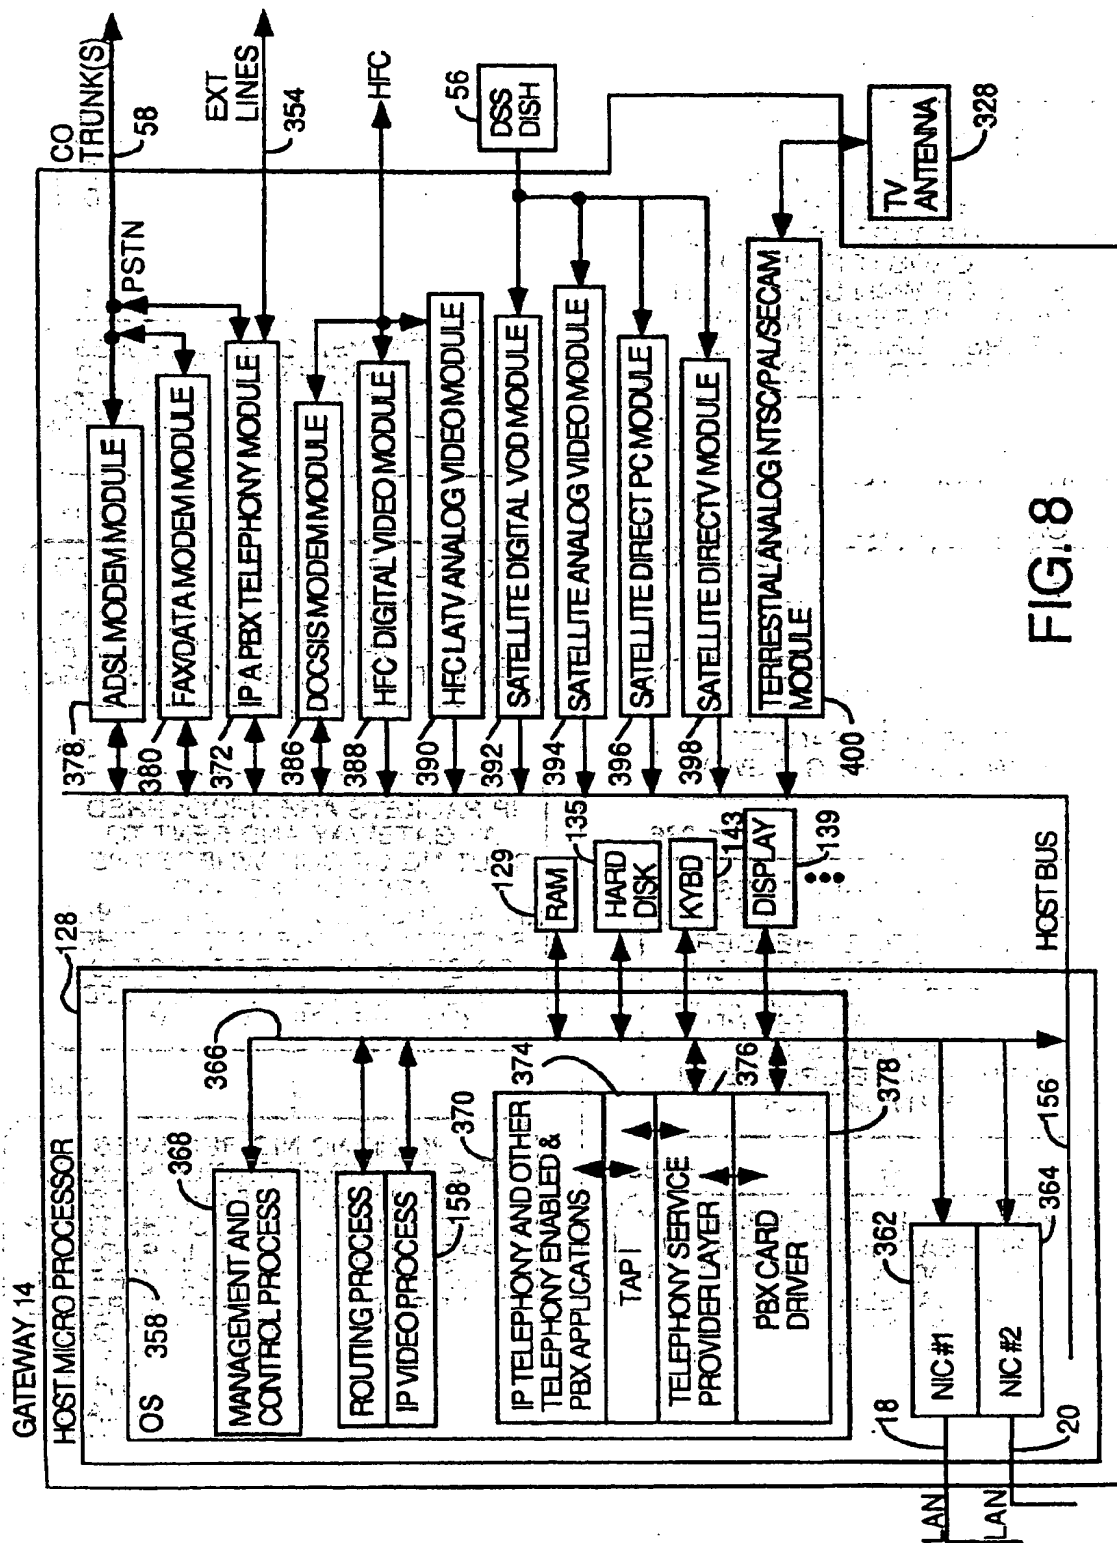 GATEWAY 14
HOST MICRO PROCESSOR
128
OS
358
366
368
MANAGEMENT AND
CONTROL PROCESS
ROUTING PROCESS
IP VIDEO PROCESS
158
370
IP TELEPHONY AND OTHER
TELEPHONY ENABLED &
PBX APPLICATIONS
374
TAPI
376
TELEPHONY SERVICE
PROVIDER LAYER
PBX CARD
DRIVER
378
362
NIC #1
NIC #2
364
156
18
20
LAN
LAN
129
RAM
135
HARD
DISK
KYBD
143
DISPLAY
139
HOST BUS
378
ADSL MODEM MODULE
380
FAX/DATA MODEM MODULE
372
IP A PBX TELEPHONY MODULE
386
DOCSIS MODEM MODULE
388
HFC DIGITAL VIDEO MODULE
390
HFC LATV ANALOG VIDEO MODULE
392
SATELLITE DIGITAL VOD MODULE
394
SATELLITE ANALOG VIDEO MODULE
396
SATELLITE DIRECT PC MODULE
398
SATELLITE DIRECTV MODULE
TERRESTIAL ANALOG NTSC/PAL/SECAM
MODULE
400
PSTN
CO
TRUNK(S)
58
EXT
LINES
354
HFC
56
DSS
DISH
TV
ANTENNA
328
FIG. 8